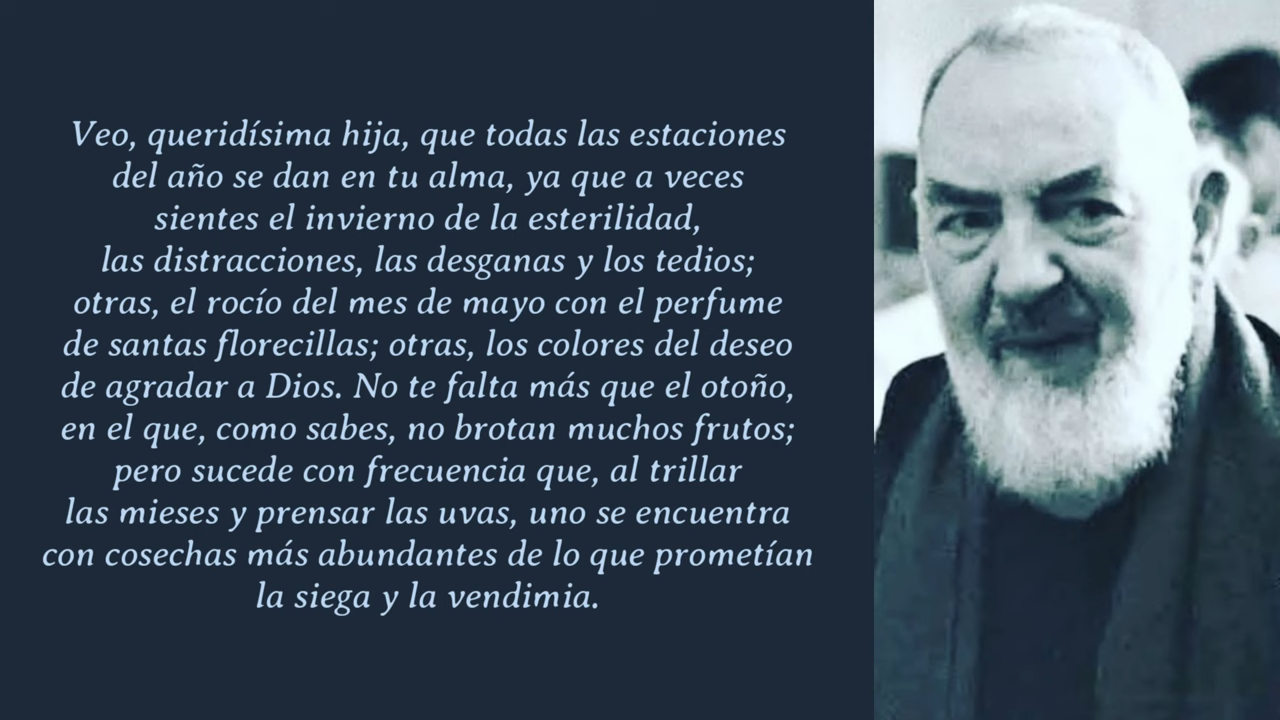 Veo, queridísima hija, que todas las estaciones
del año se dan en tu alma, ya que a veces
sientes el invierno de la esterilidad,
las distracciones, las desganas y los tedios;
otras, el rocío del mes de mayo con el perfume
de santas florecillas; otras, los colores del deseo
de agradar a Dios. No te falta más que el otoño,
en el que, como sabes, no brotan muchos frutos;
pero sucede con frecuencia que, al trillar
las mieses y prensar las uvas, uno se encuentra
con cosechas más abundantes de lo que prometían
la siega y la vendimia.